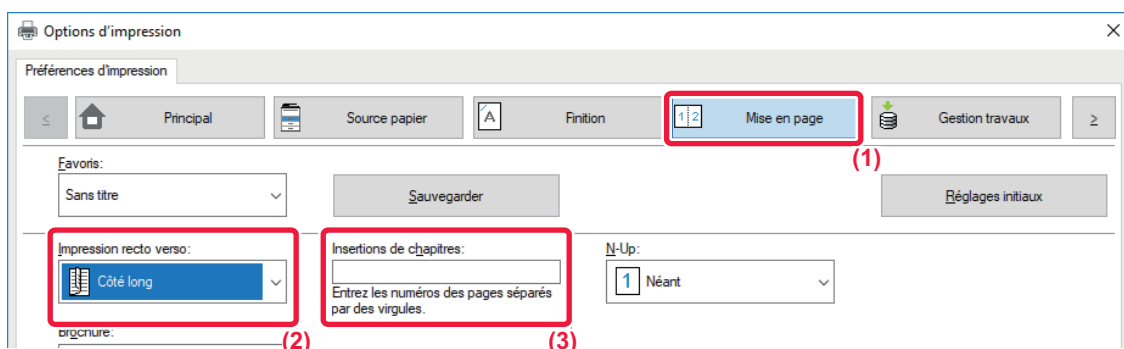 Options d'impression
Préférences d'impression
< Principal Source papier A Finition 1 2 Mise en page Gestion travaux >
(1)
Favoris:
Sans titre Sauvegarder Réglages initiaux
Impression recto verso: Insertions de chapitres: N-Up:
Côté long 1 Néant
Entrez les numéros des pages séparés
par des virgules.
Brochure:
(2) (3)